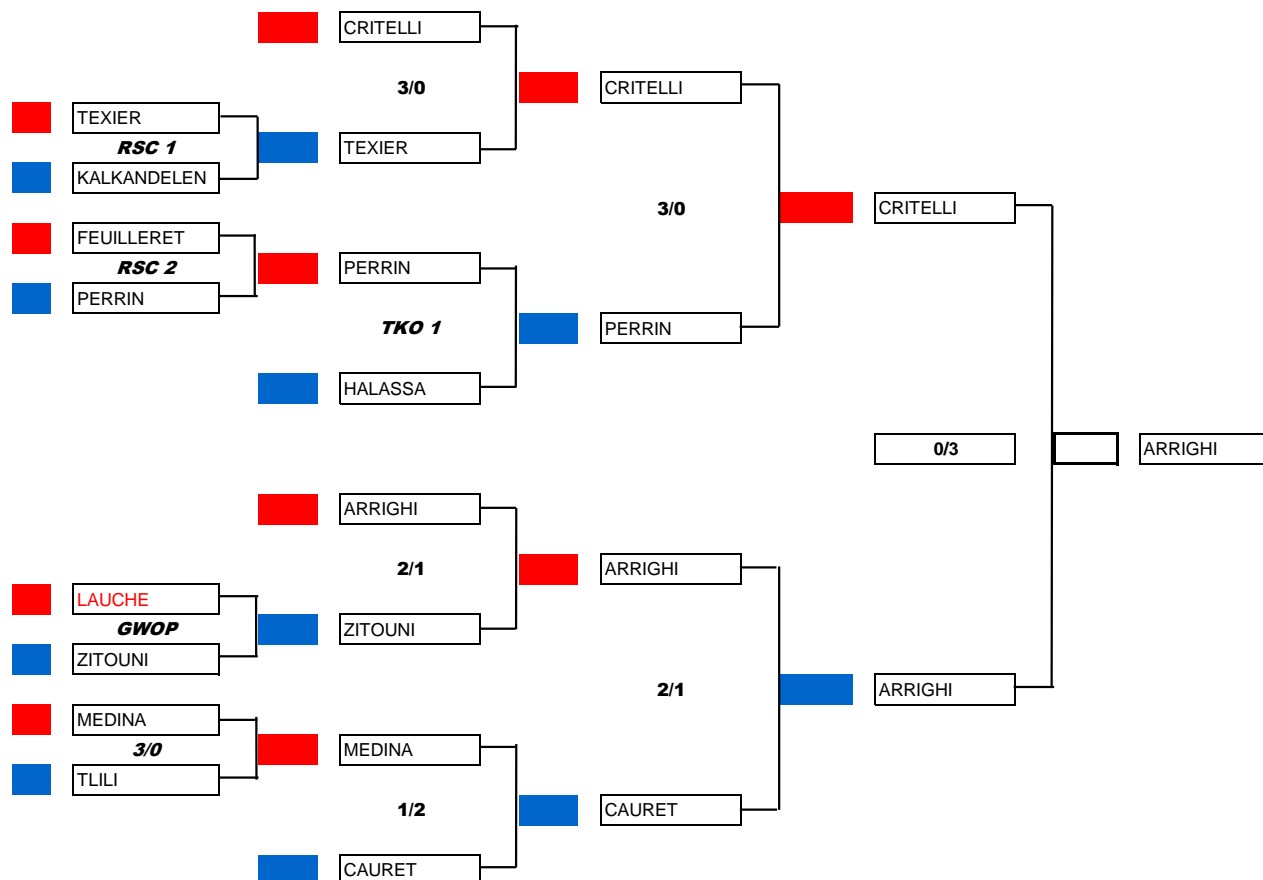 CRITELLI
3/0
CRITELLI
TEXIER
RSC 1
TEXIER
KALKANDELEN
3/0
CRITELLI
FEUILLERET
RSC 2
PERRIN
PERRIN
TKO 1
PERRIN
HALASSA
0/3
ARRIGHI
ARRIGHI
2/1
ARRIGHI
LAUCHE
GWOP
ZITOUNI
ZITOUNI
2/1
ARRIGHI
MEDINA
3/0
MEDINA
TLILI
1/2
CAURET
CAURET